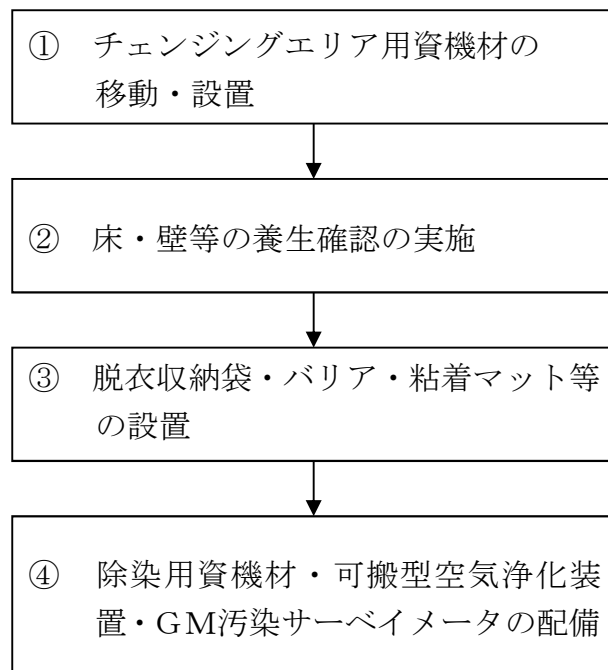 ① チェンジングエリア用資機材の
移動・設置
② 床・壁等の養生確認の実施
③ 脱衣収納袋・バリア・粘着マット等
の設置
④ 除染用資機材・可搬型空気浄化装
置・ＧＭ汚染サーベイメータの配備